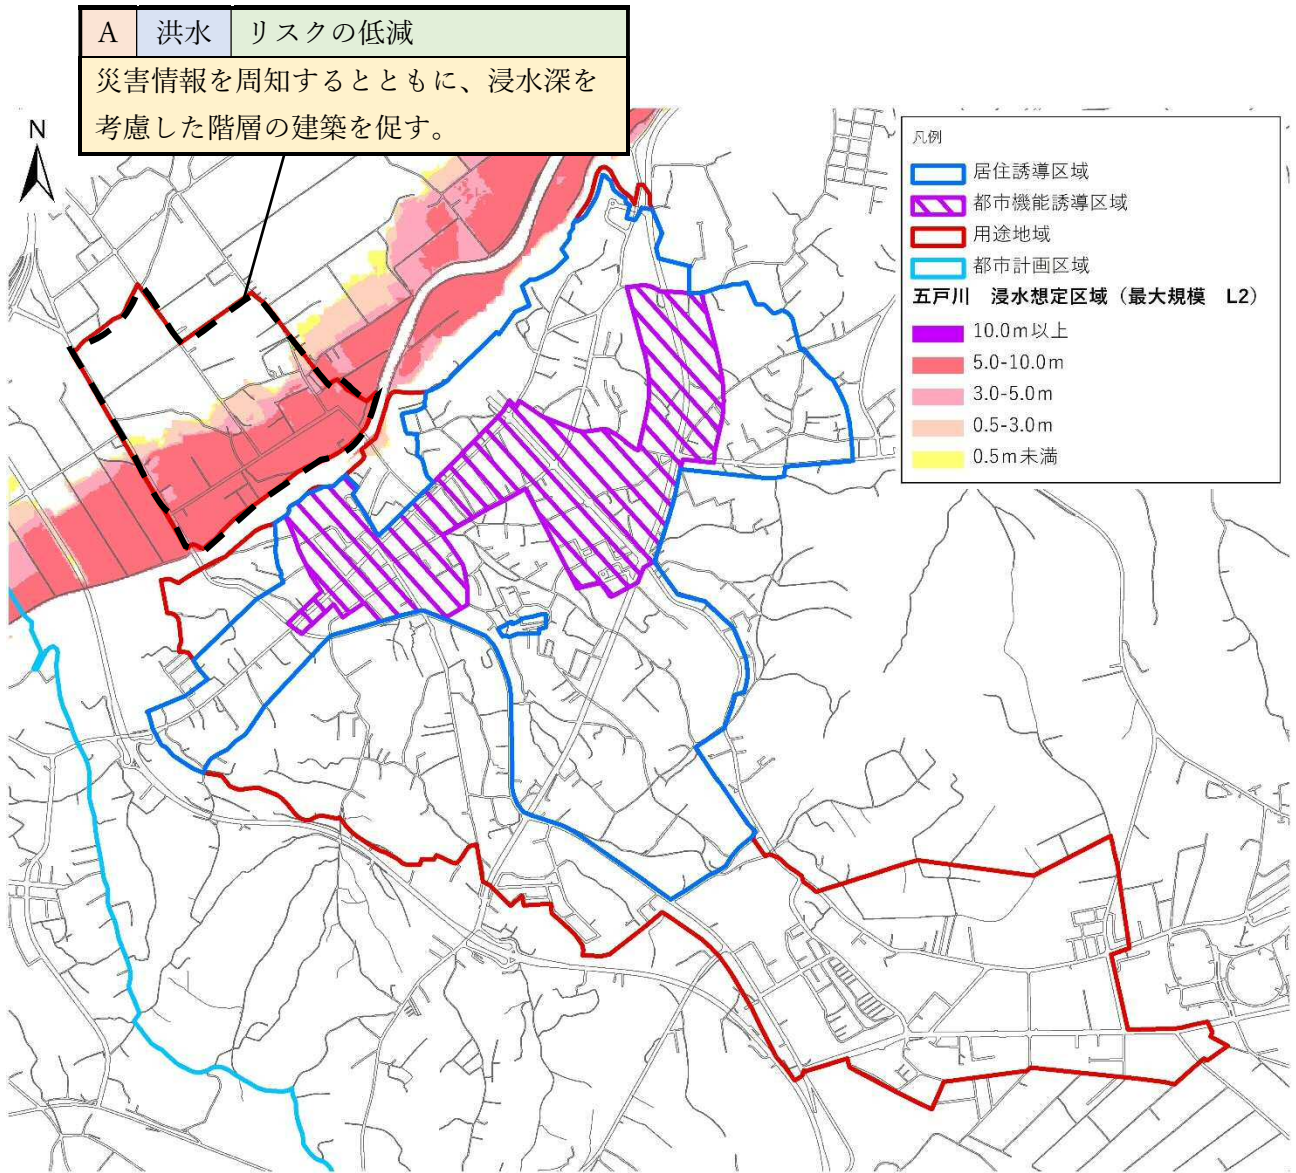 A 洪水 リスクの低減
災害情報を周知するとともに、浸水深を
考慮した階層の建築を促す。
N
凡例
居住誘導区域
都市機能誘導区域
用途地域
都市計画区域
五戸川 浸水想定区域（最大規模 L2）
10.0m以上
5.0-10.0m
3.0-5.0m
0.5-3.0m
0.5m未満